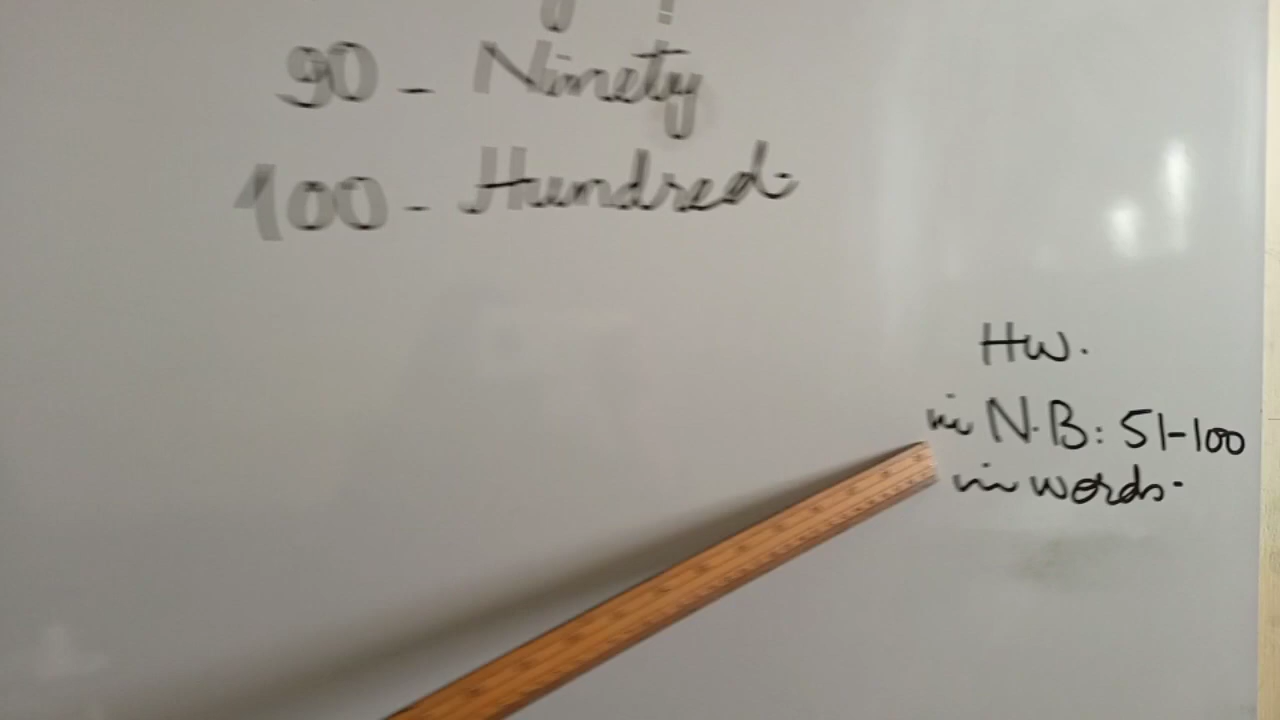 90 - Ninety
100 - Hundred
HW.
in N.B: 51-100
in words.